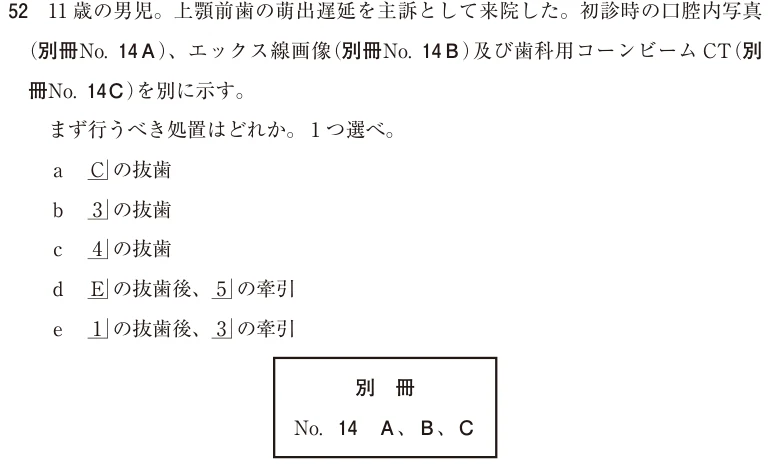 52 11歳の男児。上顎前歯の萌出遅延を主訴として来院した。初診時の口腔内写真
(別冊No. 14A)、エックス線画像(別冊No. 14B)及び歯科用コーンビームCT(別
冊No. 14C)を別に示す。
まず行うべき処置はどれか。1つ選べ。
a C|の抜歯
b 3|の抜歯
c 4|の抜歯
d E|の抜歯後、5|の牽引
e 1|の抜歯後、3|の牽引
別 冊
No. 14 A、B、C